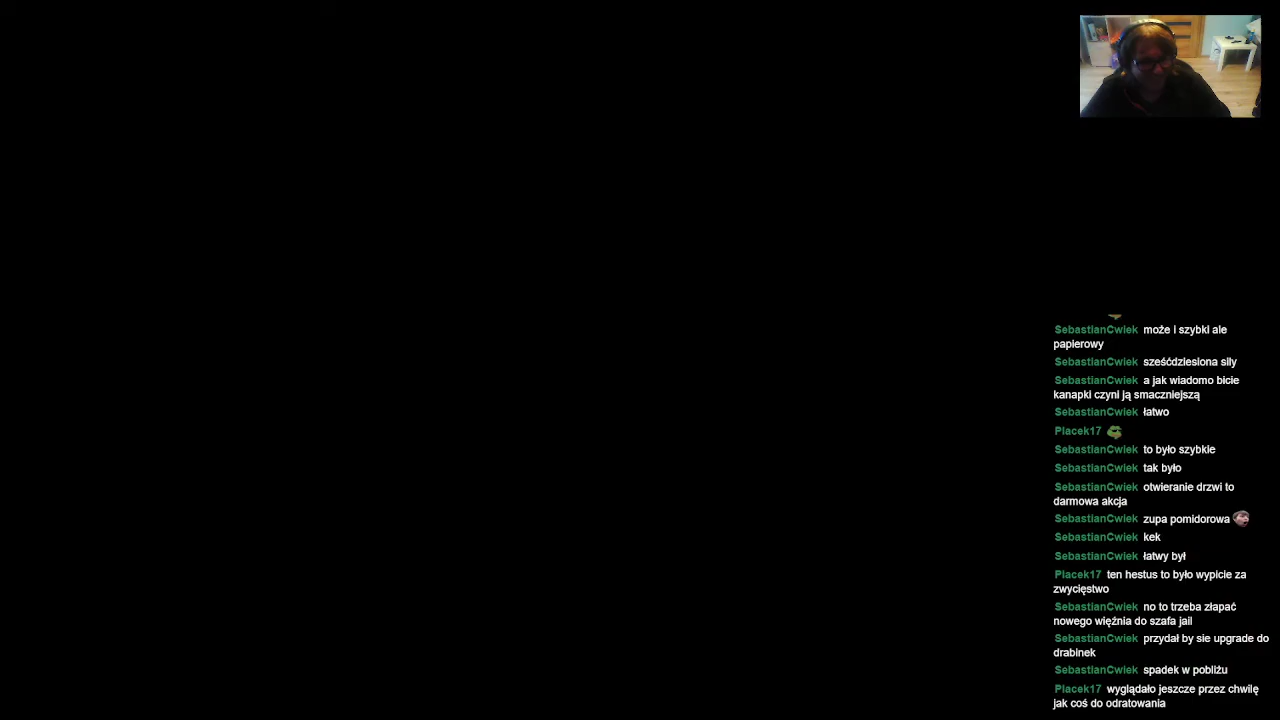 SebastianCwiek może i szybki ale
papierowy
SebastianCwiek sześćdziesiona sily
SebastianCwiek a jak wiadomo bicie
kanapki czyni ją smaczniejszą
SebastianCwiek łatwo
Placek17
SebastianCwiek to było szybkie
SebastianCwiek tak było
SebastianCwiek otwieranie drzwi to
darmowa akcja
SebastianCwiek zupa pomidorowa
SebastianCwiek kek
SebastianCwiek łatwy był
Placek17 ten hestus to było wypicie za
zwycięstwo
SebastianCwiek no to trzeba złapać
nowego więźnia do szafa jail
SebastianCwiek przydał by sie upgrade do
drabinek
SebastianCwiek spadek w pobliżu
Placek17 wyglądało jeszcze przez chwilę
jak coś do odratowania